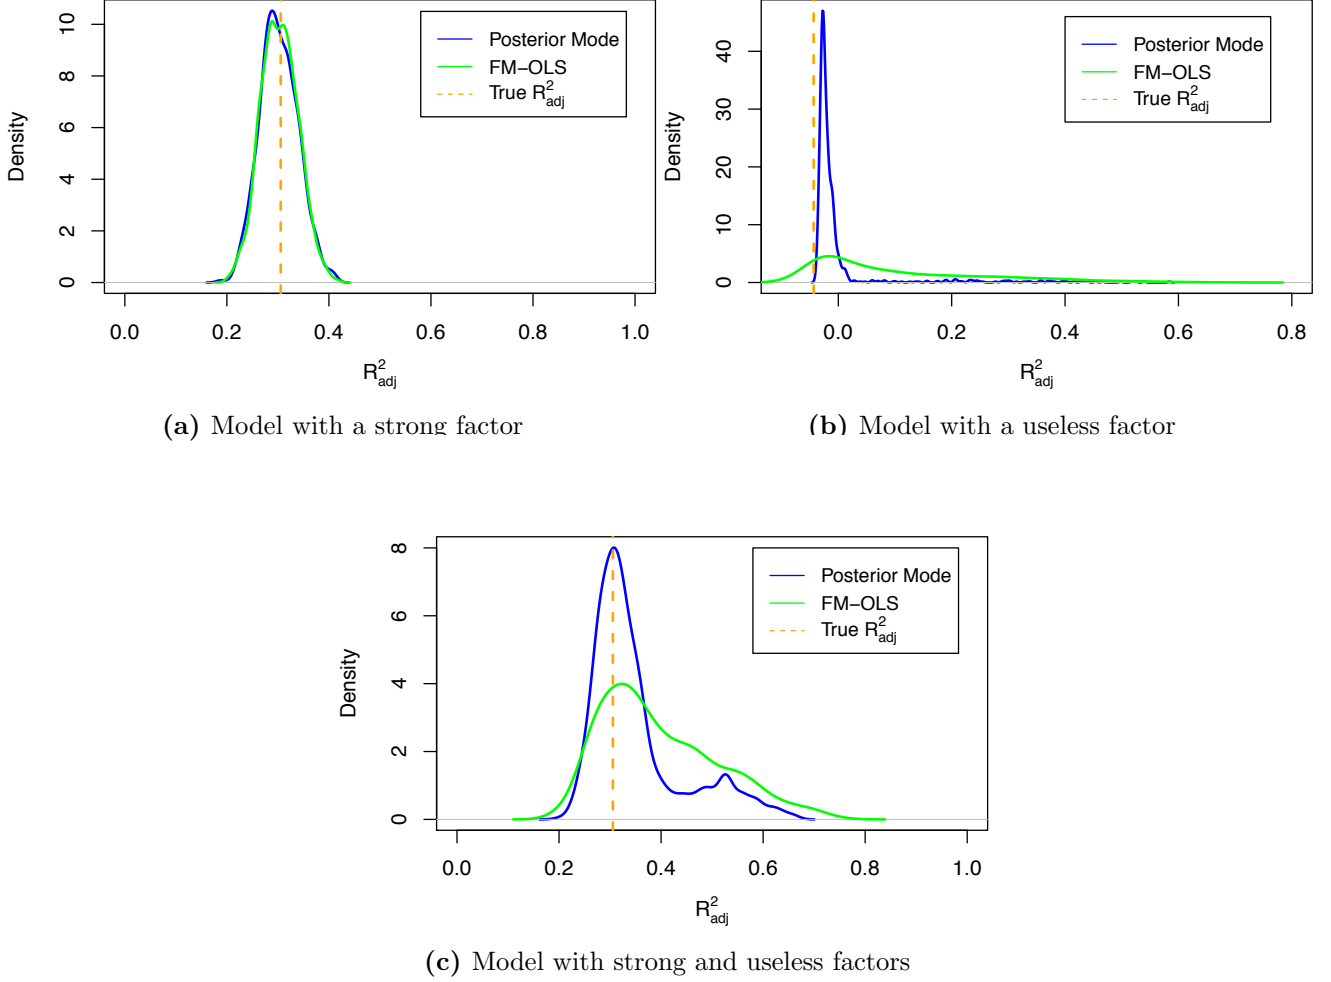 Density
0
2
4
6
8
10
0.0 0.2 0.4 0.6 0.8 1.0
R²adj
Posterior Mode
FM−OLS
True R²adj
(a) Model with a strong factor
Density
0
10
20
30
40
0.0 0.2 0.4 0.6 0.8
R²adj
Posterior Mode
FM−OLS
True R²adj
(b) Model with a useless factor
Density
0
2
4
6
8
0.0 0.2 0.4 0.6 0.8 1.0
R²adj
Posterior Mode
FM−OLS
True R²adj
(c) Model with strong and useless factors